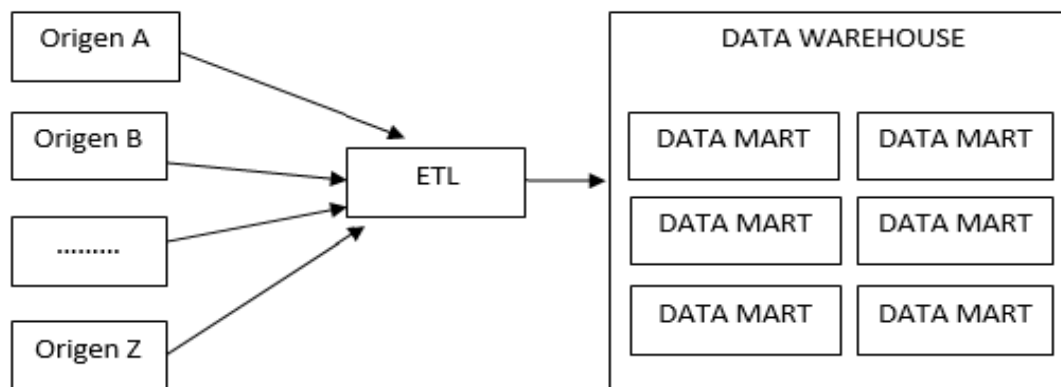 Origen A
Origen B
.........
Origen Z
ETL
DATA WAREHOUSE
DATA MART DATA MART
DATA MART DATA MART
DATA MART DATA MART